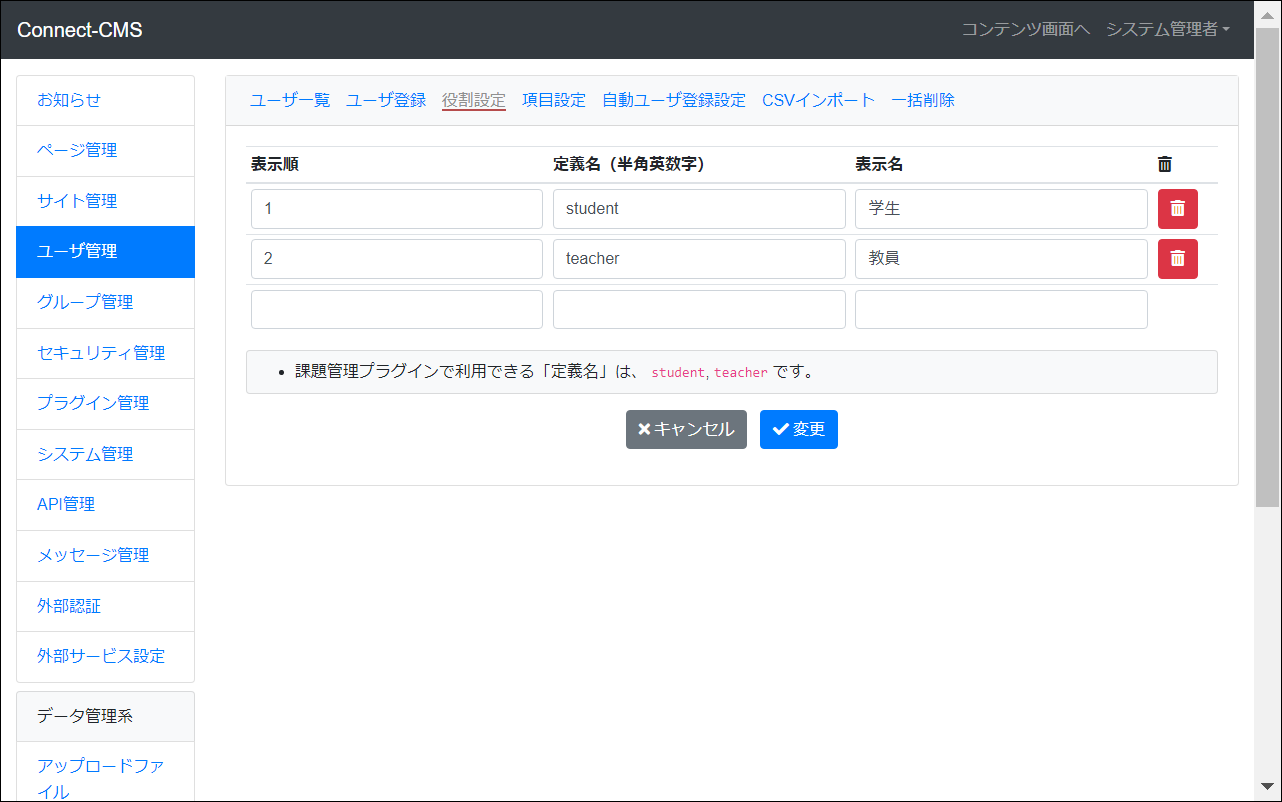 Connect-CMS
コンテンツ画面へ システム管理者
お知らせ
ページ管理
サイト管理
ユーザ管理
グループ管理
セキュリティ管理
プラグイン管理
システム管理
API管理
メッセージ管理
外部認証
外部サービス設定
データ管理系
アップロードファ
イル
ユーザ一覧 ユーザ登録 役割設定 項目設定 自動ユーザ登録設定 CSVインポート 一括削除
表示順 定義名（半角英数字） 表示名
1 student 学生
2 teacher 教員
• 課題管理プラグインで利用できる「定義名」は、 student, teacher です。
キャンセル 変更